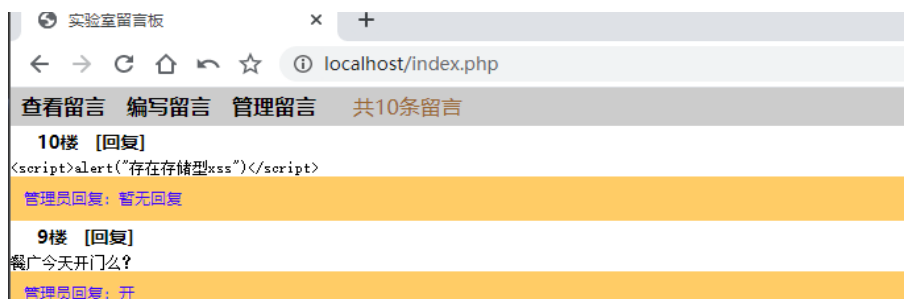 实验室留言板
localhost/index.php
查看留言 编写留言 管理留言 共10条留言
10楼 [回复]
<script>alert("存在存储型xss")</script>
管理员回复：暂无回复
9楼 [回复]
餐厅今天开门么?
管理员回复：开